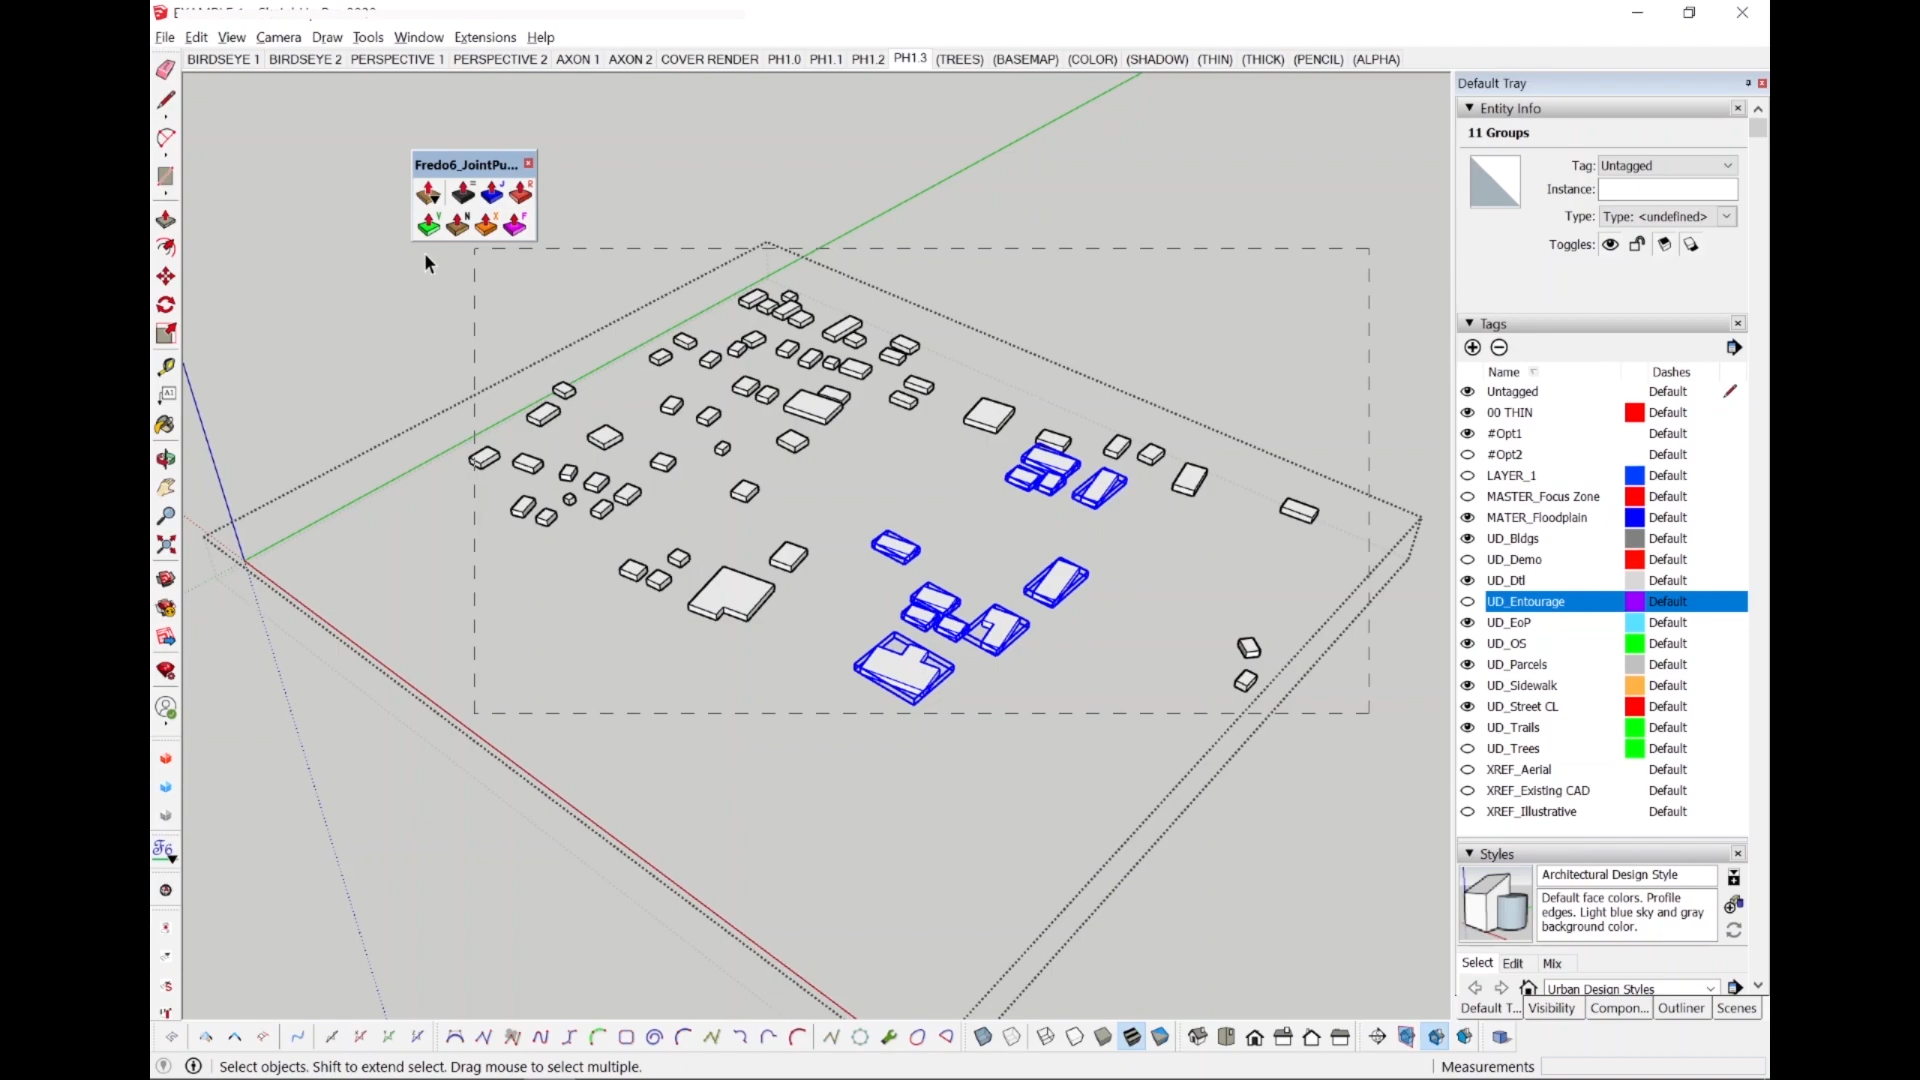 File Edit View Camera Draw Tools Window Extensions Help
BIRDSEYE 1 BIRDSEYE 2 PERSPECTIVE 1 PERSPECTIVE 2 AXON 1 AXON 2 COVER RENDER PH1.0 PH1.1 PH1.2 PH1.3 (TREES) (BASEMAP) (COLOR) (SHADOW) (THIN) (THICK) (PENCIL) (ALPHA)
Fredo6_JointPu...
Default Tray
Entity Info
11 Groups
Tag: Untagged
Instance:
Type: Type: <undefined>
Toggles:
Tags
Name Dashes
Untagged Default
00 THIN Default
#Opt1 Default
#Opt2 Default
LAYER_1 Default
MASTER_Focus Zone Default
MATER_Floodplain Default
UD_Bldgs Default
UD_Demo Default
UD_Dtl Default
UD_Entourage Default
UD_EoP Default
UD_OS Default
UD_Parcels Default
UD_Sidewalk Default
UD_Street CL Default
UD_Trails Default
UD_Trees Default
XREF_Aerial Default
XREF_Existing CAD Default
XREF_Illustrative Default
Styles
Architectural Design Style
Default face colors. Profile
edges. Light blue sky and gray
background color.
Select Edit Mix
Urban Design Styles
Default T... Visibility Compon... Outliner Scenes
Select objects. Shift to extend select. Drag mouse to select multiple.
Measurements